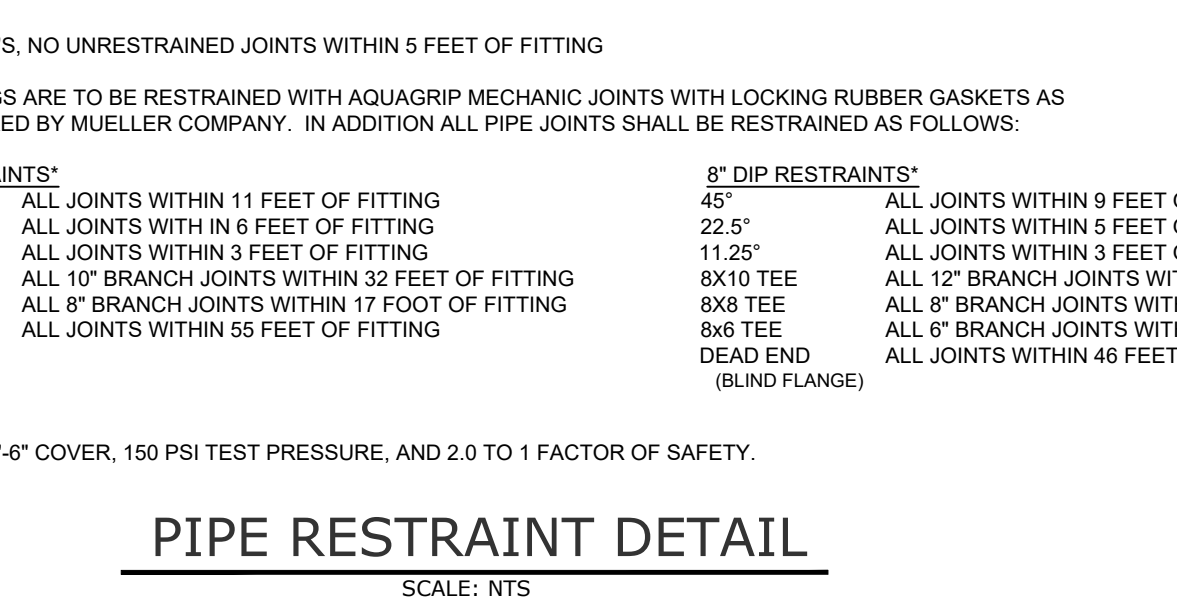 'S, NO UNRESTRAINED JOINTS WITHIN 5 FEET OF FITTING
GS ARE TO BE RESTRAINED WITH AQUAGRIP MECHANIC JOINTS WITH LOCKING RUBBER GASKETS AS
ED BY MUELLER COMPANY. IN ADDITION ALL PIPE JOINTS SHALL BE RESTRAINED AS FOLLOWS:
AINTS*
ALL JOINTS WITHIN 11 FEET OF FITTING
ALL JOINTS WITH IN 6 FEET OF FITTING
ALL JOINTS WITHIN 3 FEET OF FITTING
ALL 10" BRANCH JOINTS WITHIN 32 FEET OF FITTING
ALL 8" BRANCH JOINTS WITHIN 17 FOOT OF FITTING
ALL JOINTS WITHIN 55 FEET OF FITTING
8" DIP RESTRAINTS*
45° ALL JOINTS WITHIN 9 FEET
22.5° ALL JOINTS WITHIN 5 FEET
11.25° ALL JOINTS WITHIN 3 FEET
8X10 TEE ALL 12" BRANCH JOINTS WIT
8X8 TEE ALL 8" BRANCH JOINTS WIT
8x6 TEE ALL 6" BRANCH JOINTS WIT
DEAD END ALL JOINTS WITHIN 46 FEET
(BLIND FLANGE)
'-6" COVER, 150 PSI TEST PRESSURE, AND 2.0 TO 1 FACTOR OF SAFETY.
PIPE RESTRAINT DETAIL
SCALE: NTS